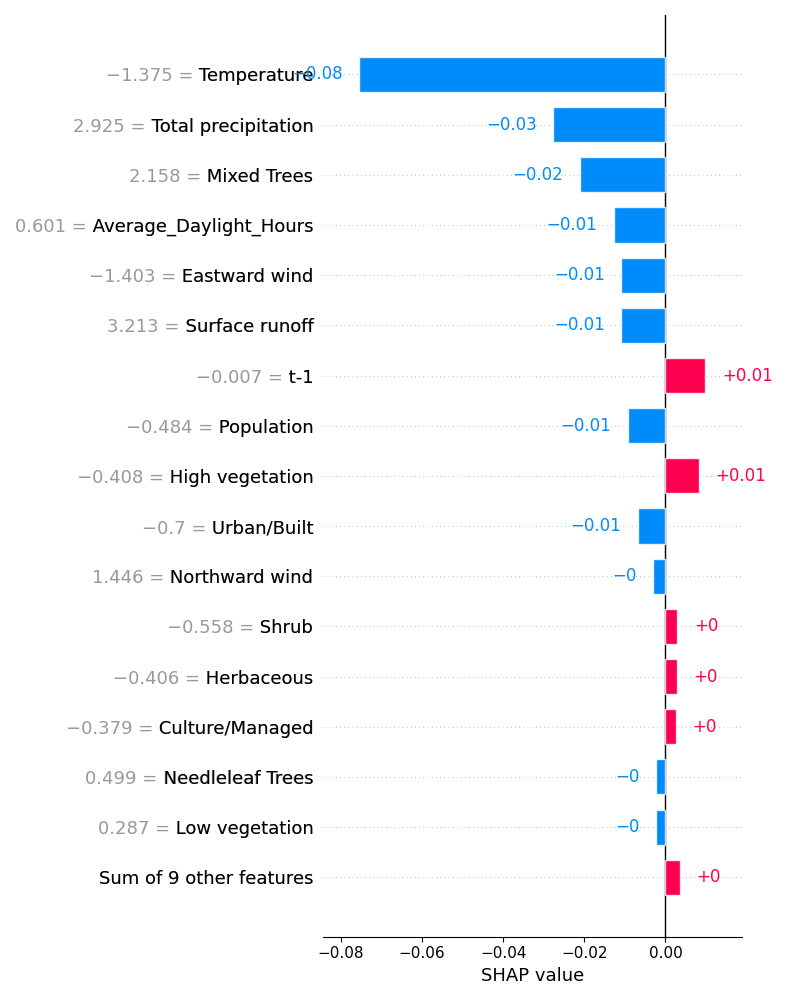 −1.375 = Temperature −0.08
2.925 = Total precipitation −0.03
2.158 = Mixed Trees −0.02
0.601 = Average_Daylight_Hours −0.01
−1.403 = Eastward wind −0.01
3.213 = Surface runoff −0.01
−0.007 = t-1 +0.01
−0.484 = Population −0.01
−0.408 = High vegetation +0.01
−0.7 = Urban/Built −0.01
1.446 = Northward wind −0
−0.558 = Shrub +0
−0.406 = Herbaceous +0
−0.379 = Culture/Managed +0
0.499 = Needleleaf Trees −0
0.287 = Low vegetation −0
Sum of 9 other features +0
−0.08 −0.06 −0.04 −0.02 0.00
SHAP value